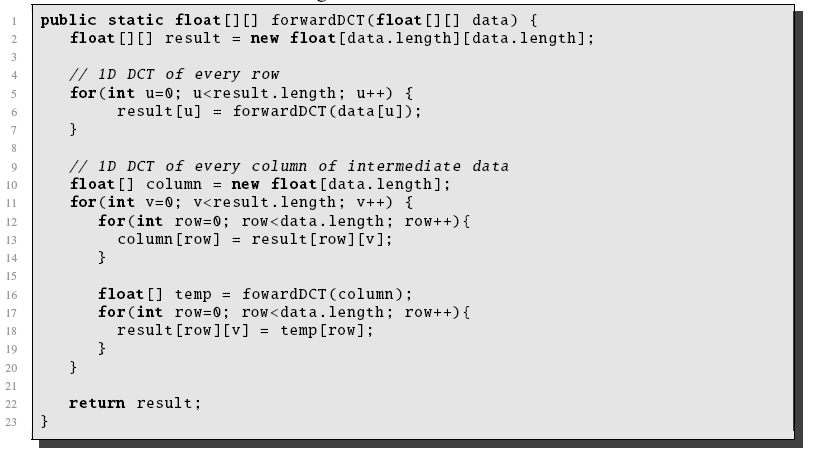 1 public static float[][] forwardDCT(float[][] data) {
2 float[][] result = new float[data.length][data.length];
3
4 // 1D DCT of every row
5 for(int u=0; u<result.length; u++) {
6 result[u] = forwardDCT(data[u]);
7 }
8
9 // 1D DCT of every column of intermediate data
10 float[] column = new float[data.length];
11 for(int v=0; v<result.length; v++) {
12 for(int row=0; row<data.length; row++){
13 column[row] = result[row][v];
14 }
15
16 float[] temp = fowardDCT(column);
17 for(int row=0; row<data.length; row++){
18 result[row][v] = temp[row];
19 }
20 }
21
22 return result;
23 }